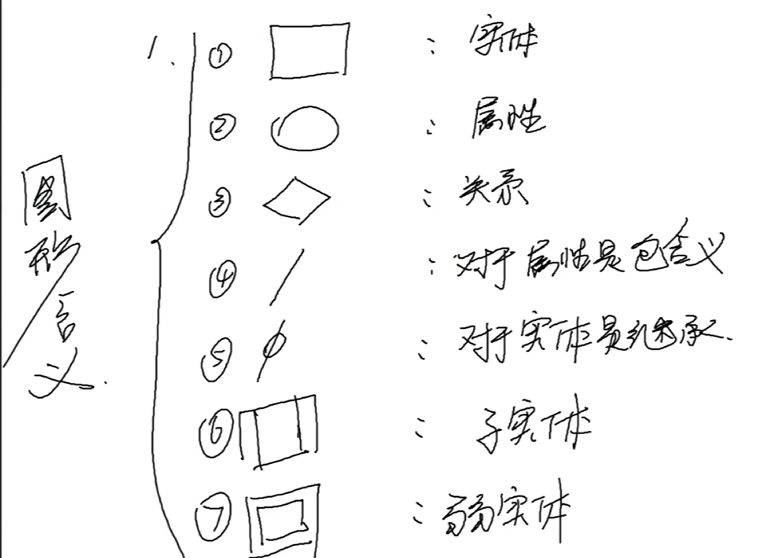 图形含义.
1. ① : 实体
② : 属性
③ : 关系
④ : 对于属性是包含义
⑤ : 对于实体是继承.
⑥ : 子实体
⑦ : 弱实体